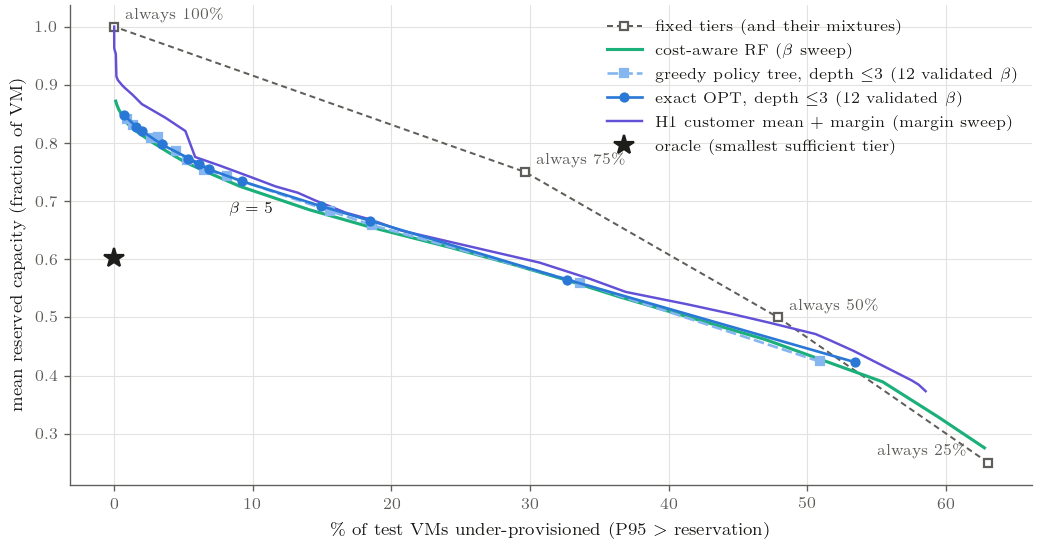 always 100%
fixed tiers (and their mixtures)
cost-aware RF (β sweep)
greedy policy tree, depth ≤3 (12 validated β)
exact OPT, depth ≤3 (12 validated β)
H1 customer mean + margin (margin sweep)
oracle (smallest sufficient tier)
always 75%
β = 5
always 50%
always 25%
1.0
0.9
0.8
0.7
0.6
0.5
0.4
0.3
mean reserved capacity (fraction of VM)
0
10
20
30
40
50
60
% of test VMs under-provisioned (P95 > reservation)